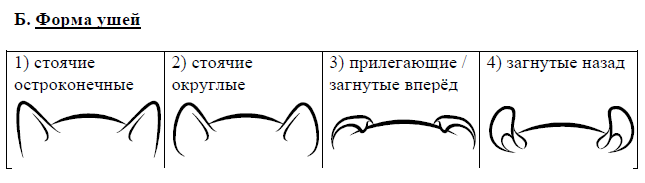 Б. Форма ушей
1) стоячие
остроконечные
2) стоячие
округлые
3) прилегающие /
загнутые вперёд
4) загнутые назад